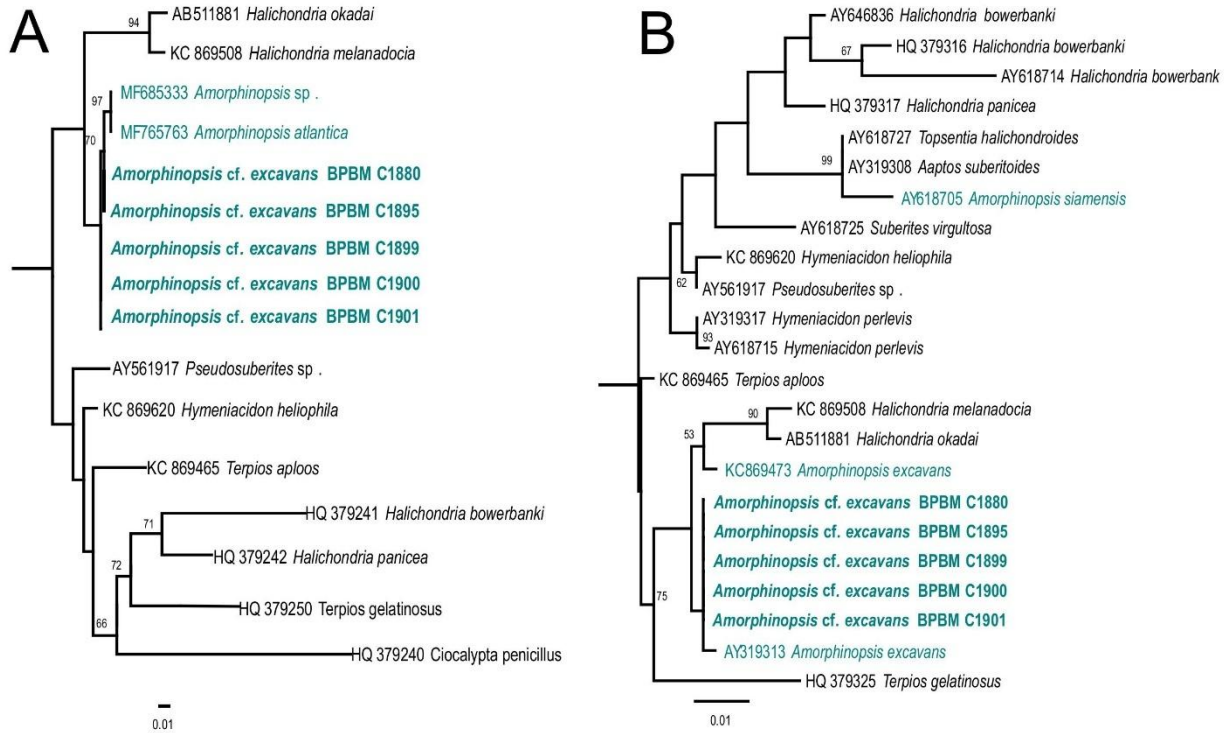 A
AB511881 Halichondria okadai
94
KC 869508 Halichondria melanadocia
97
MF685333 Amorphinopsis sp .
MF765763 Amorphinopsis atlantica
70
Amorphinopsis cf. excavans BPBM C1880
Amorphinopsis cf. excavans BPBM C1895
Amorphinopsis cf. excavans BPBM C1899
Amorphinopsis cf. excavans BPBM C1900
Amorphinopsis cf. excavans BPBM C1901
AY561917 Pseudosuberites sp .
KC 869620 Hymeniacidon heliophila
KC 869465 Terpios aploos
71
HQ 379241 Halichondria bowerbanki
HQ 379242 Halichondria panicea
72
HQ 379250 Terpios gelatinosus
66
HQ 379240 Ciocalypta penicillus
0.01
B
AY646836 Halichondria bowerbanki
67
HQ 379316 Halichondria bowerbanki
AY618714 Halichondria bowerbank
HQ 379317 Halichondria panicea
AY618727 Topsentia halichondroides
99
AY319308 Aaptos suberitoides
AY618705 Amorphinopsis siamensis
AY618725 Suberites virgultosa
KC 869620 Hymeniacidon heliophila
62
AY561917 Pseudosuberites sp .
AY319317 Hymeniacidon perlevis
93
AY618715 Hymeniacidon perlevis
KC 869465 Terpios aploos
90
KC 869508 Halichondria melanadocia
53
AB511881 Halichondria okadai
KC869473 Amorphinopsis excavans
Amorphinopsis cf. excavans BPBM C1880
Amorphinopsis cf. excavans BPBM C1895
Amorphinopsis cf. excavans BPBM C1899
Amorphinopsis cf. excavans BPBM C1900
75
Amorphinopsis cf. excavans BPBM C1901
AY319313 Amorphinopsis excavans
HQ 379325 Terpios gelatinosus
0.01